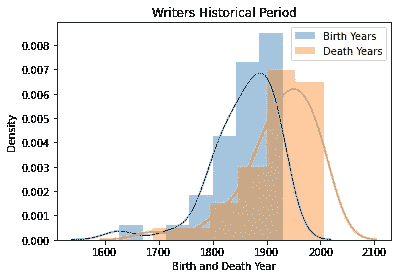 Writers Historical Period
Birth Years
Death Years
0.008
0.007
0.006
0.005
0.004
0.003
0.002
0.001
0.000
Density
1600 1700 1800 1900 2000 2100
Birth and Death Year